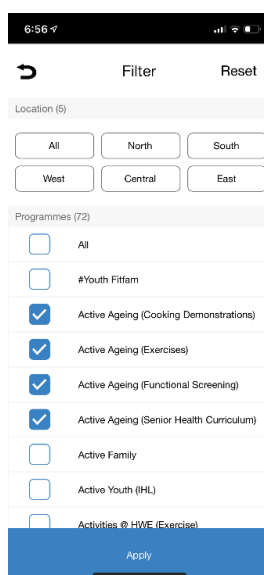 6:56
Filter
Reset
Location (5)
All
North
South
West
Central
East
Programmes (72)
All
#Youth Fitfam
Active Ageing (Cooking Demonstrations)
Active Ageing (Exercises)
Active Ageing (Functional Screening)
Active Ageing (Senior Health Curriculum)
Active Family
Active Youth (IHL)
Activities @ HWE (Exercise)
Apply